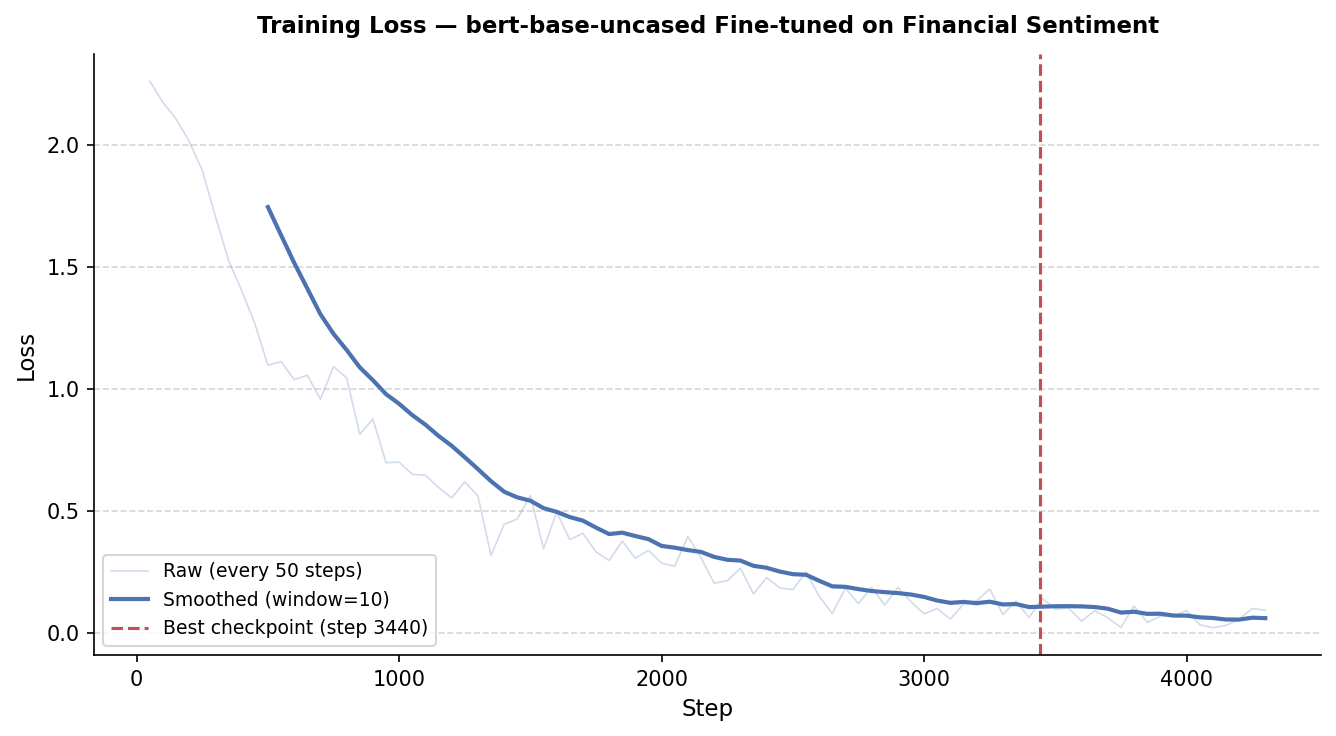 Training Loss — bert-base-uncased Fine-tuned on Financial Sentiment
Loss
2.0
1.5
1.0
0.5
0.0
Raw (every 50 steps)
Smoothed (window=10)
Best checkpoint (step 3440)
0 1000 2000 3000 4000
Step